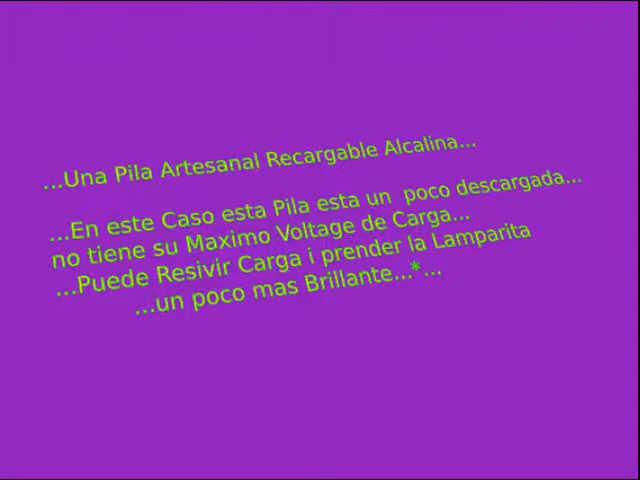 ...Una Pila Artesanal Recargable Alcalina...
...En este Caso esta Pila esta un poco descargada...
no tiene su Maximo Voltage de Carga...
...Puede Resivir Carga i prender la Lamparita
...un poco mas Brillante...*...